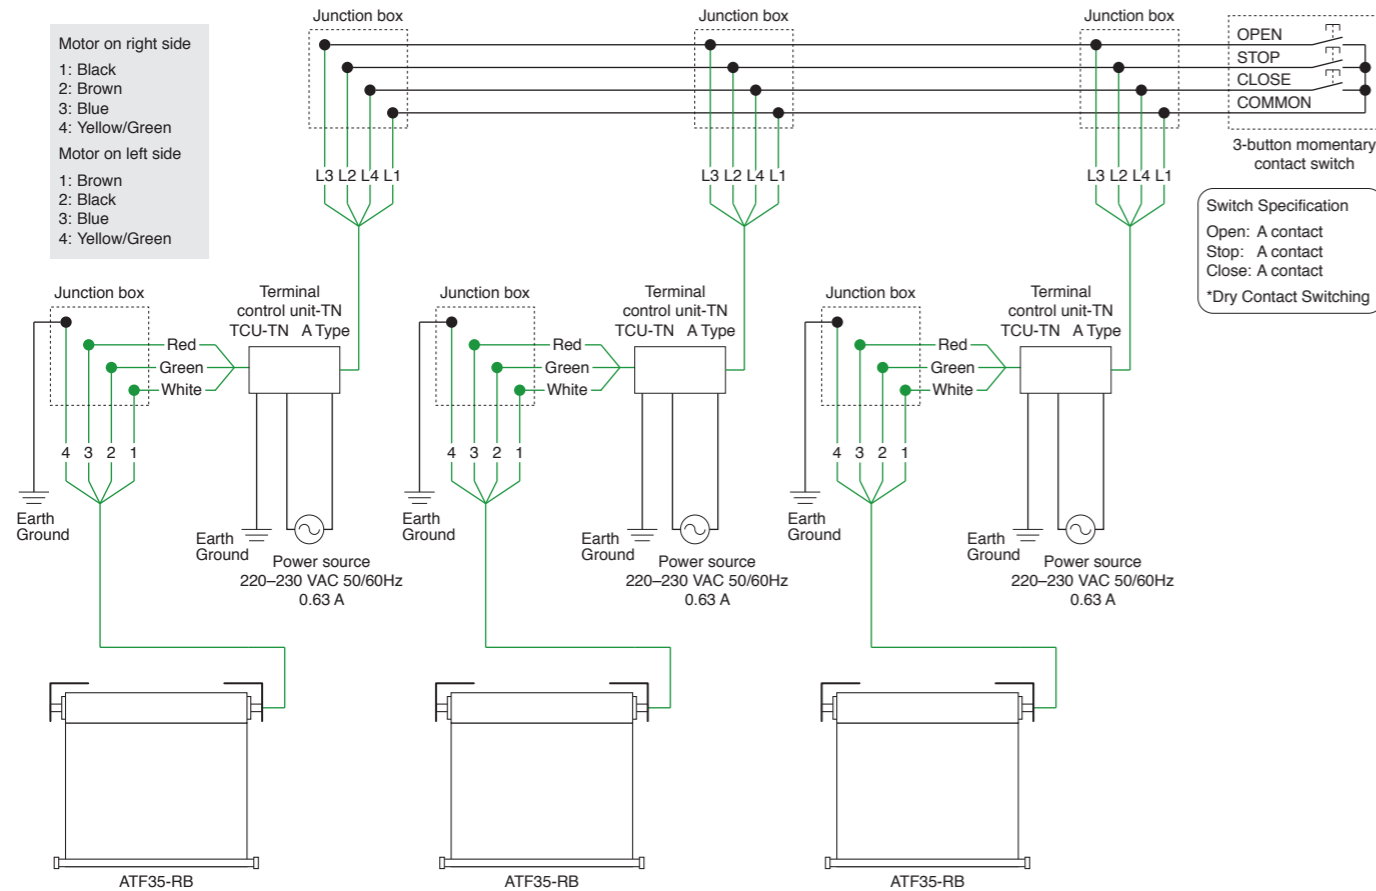 Junction box
Junction box
Junction box
Motor on right side
1: Black
2: Brown
3: Blue
4: Yellow/Green
Motor on left side
1: Brown
2: Black
3: Blue
4: Yellow/Green
OPEN
STOP
CLOSE
COMMON
3-button momentary
contact switch
L3 L2 L4 L1
L3 L2 L4 L1
L3 L2 L4 L1
Switch Specification
Open: A contact
Stop: A contact
Close: A contact
*Dry Contact Switching
Junction box
Terminal
control unit-TN
TCU-TN A Type
Red
Green
White
4 3 2 1
Earth
Ground
Earth
Ground
Power source
220–230 VAC 50/60Hz
0.63 A
ATF35-RB
Junction box
Terminal
control unit-TN
TCU-TN A Type
Red
Green
White
4 3 2 1
Earth
Ground
Earth
Ground
Power source
220–230 VAC 50/60Hz
0.63 A
ATF35-RB
Junction box
Terminal
control unit-TN
TCU-TN A Type
Red
Green
White
4 3 2 1
Earth
Ground
Earth
Ground
Power source
220–230 VAC 50/60Hz
0.63 A
ATF35-RB